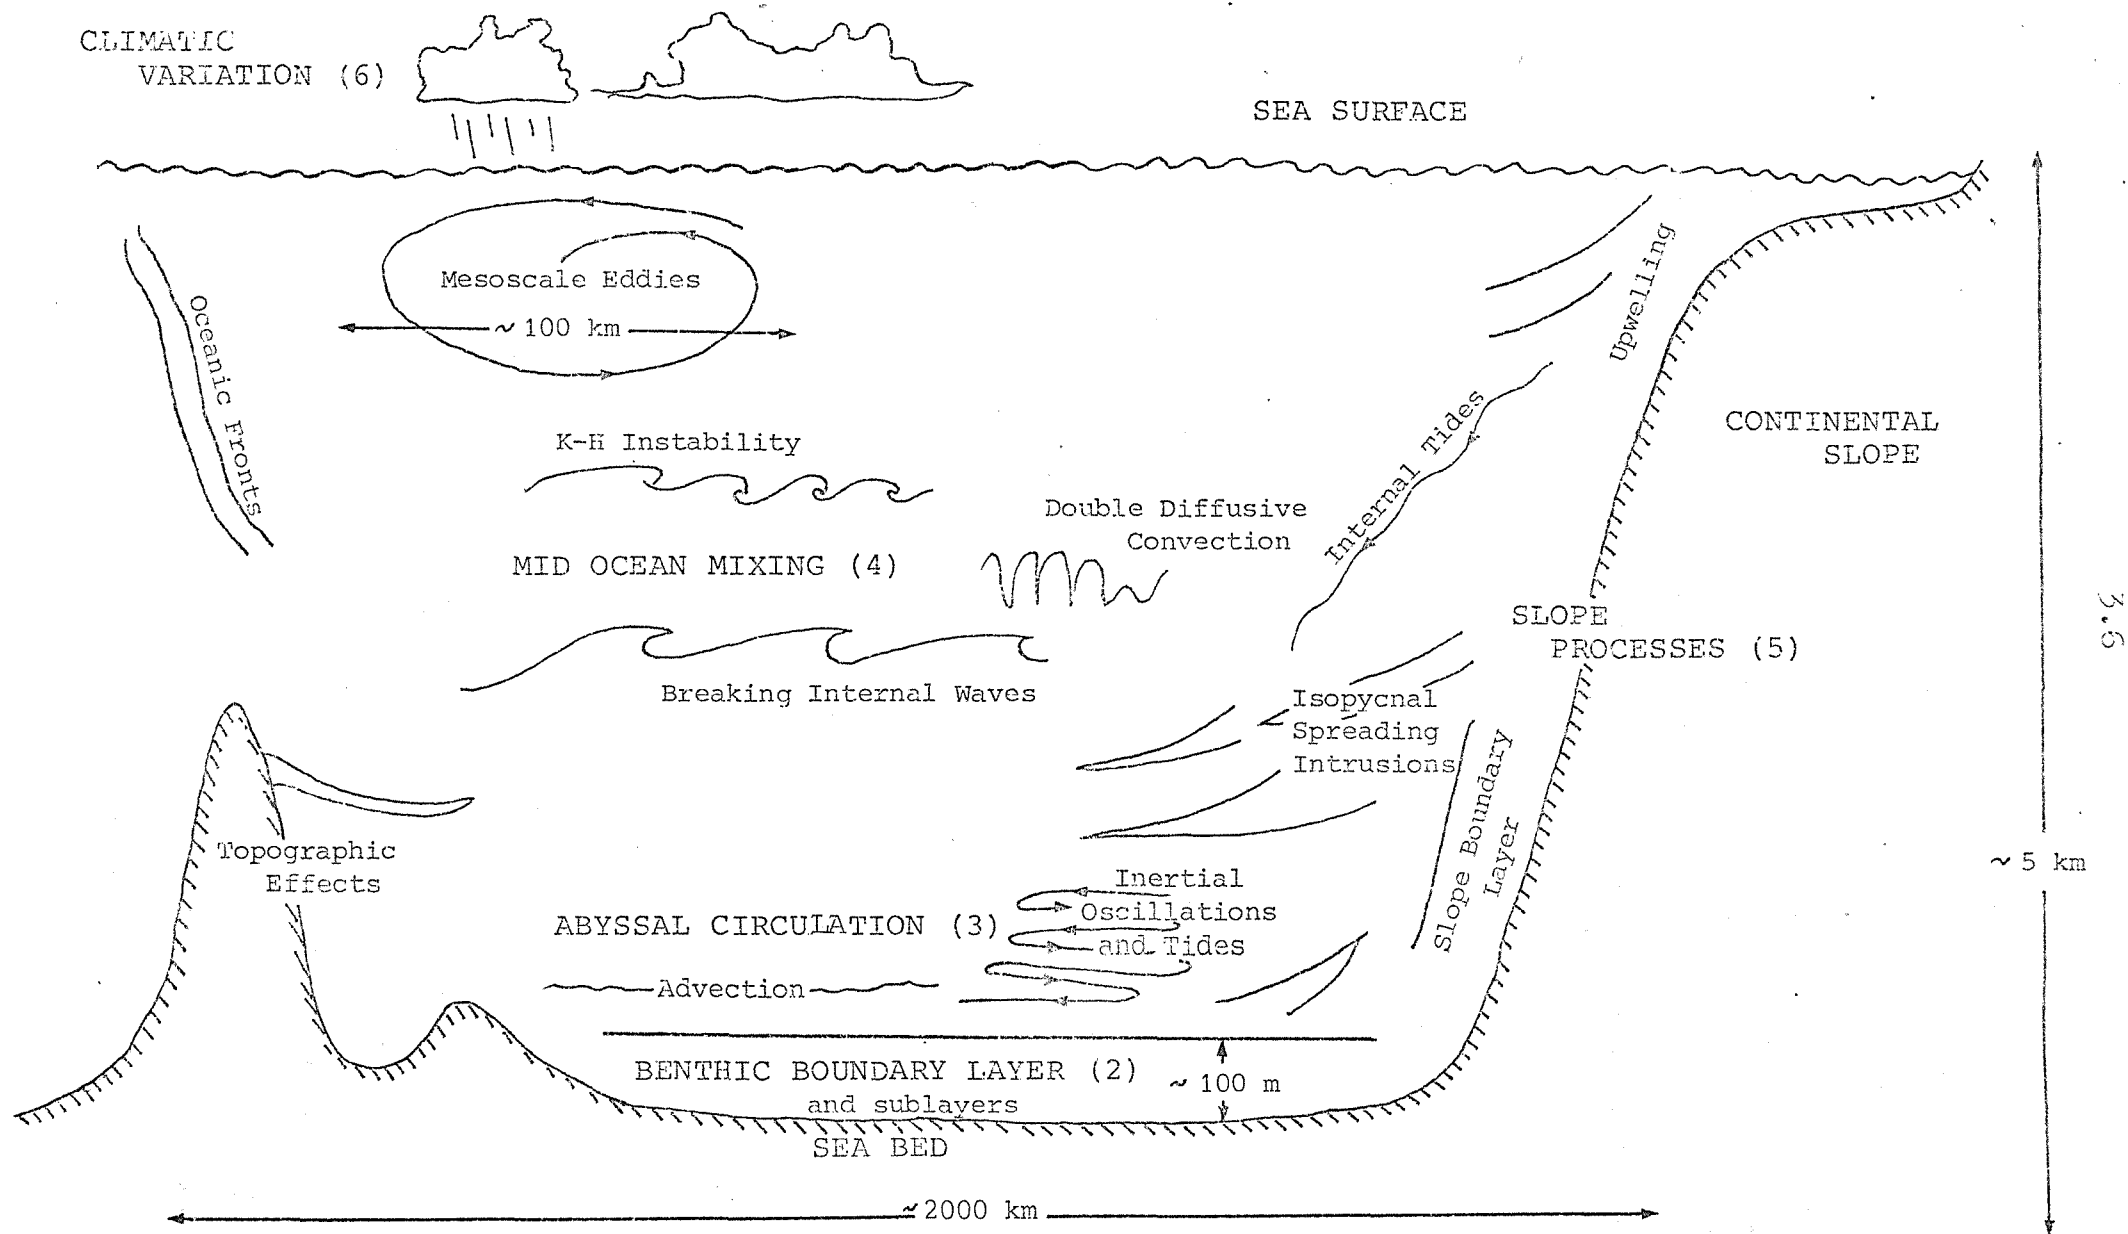 CLIMATIC
VARIATION (6)
SEA SURFACE
Mesoscale Eddies
~ 100 km
Oceanic Fronts
Upwelling
K-H Instability
Internal Tides
CONTINENTAL
SLOPE
Double Diffusive
Convection
MID OCEAN MIXING (4)
SLOPE
PROCESSES (5)
3.6
Breaking Internal Waves
Isopycnal
Spreading
Intrusions
Slope Boundary
Layer
Topographic
Effects
~ 5 km
Inertial
Oscillations
and Tides
ABYSSAL CIRCULATION (3)
Advection
BENTHIC BOUNDARY LAYER (2)
~ 100 m
and sublayers
SEA BED
~2000 km